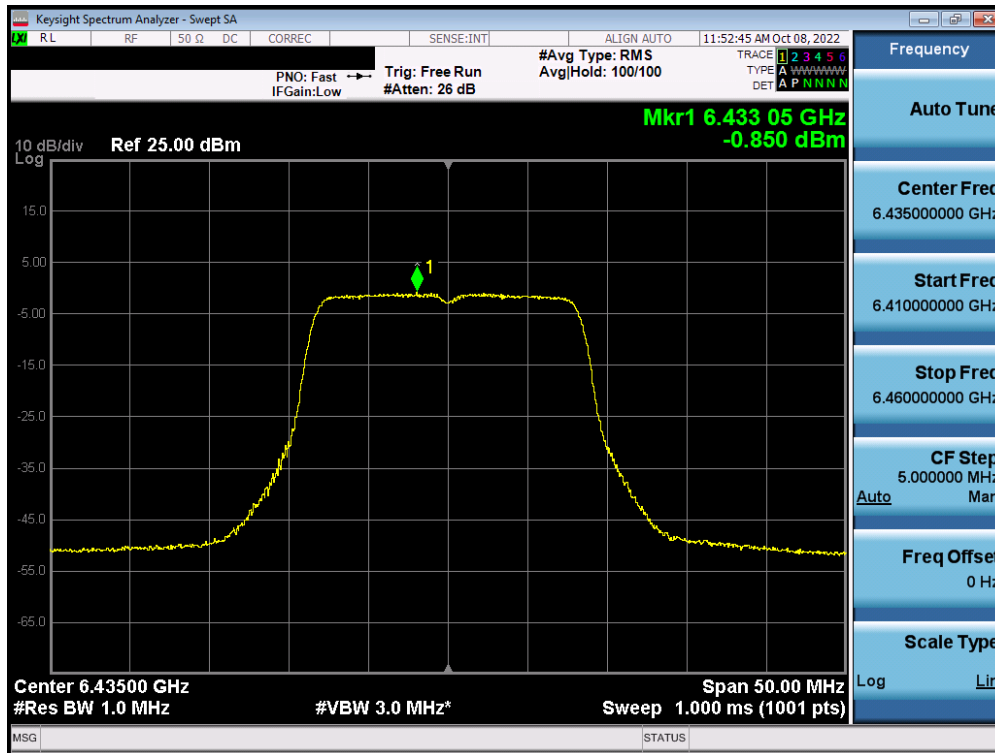 Keysight Spectrum Analyzer - Swept SA
LXI RL RF 50 Ω DC CORREC SENSE:INT ALIGN AUTO 11:52:45 AM Oct 08, 2022
Frequency
PNO: Fast
IFGain:Low
Trig: Free Run
#Atten: 26 dB
#Avg Type: RMS
Avg|Hold: 100/100
TRACE 1 2 3 4 5 6
TYPE A WWWWW
DET A P N N N N
Mkr1 6.433 05 GHz
-0.850 dBm
10 dB/div Ref 25.00 dBm
Log
15.0
5.00
-5.00
-15.0
-25.0
-35.0
-45.0
-55.0
-65.0
1
Center 6.43500 GHz Span 50.00 MHz
#Res BW 1.0 MHz #VBW 3.0 MHz* Sweep 1.000 ms (1001 pts)
MSG STATUS
Auto Tune
Center Freq
6.435000000 GHz
Start Freq
6.410000000 GHz
Stop Freq
6.460000000 GHz
CF Step
5.000000 MHz
Auto Man
Freq Offset
0 Hz
Scale Type
Log Lin